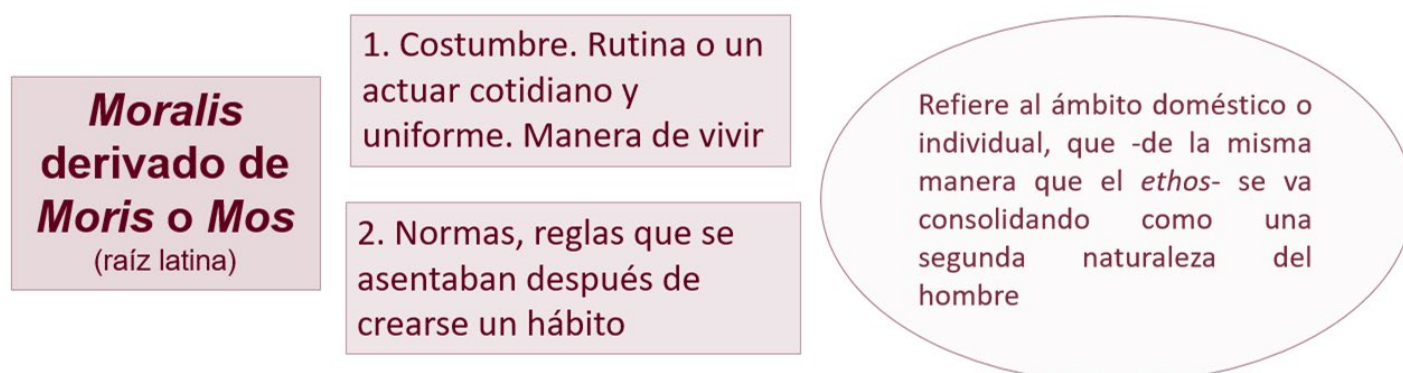 Moralis
derivado de
Moris o Mos
(raíz latina)
1. Costumbre. Rutina o un
actuar cotidiano y
uniforme. Manera de vivir
2. Normas, reglas que se
asentaban después de
crearse un hábito
Refiere al ámbito doméstico o
individual, que -de la misma
manera que el ethos- se va
consolidando como una
segunda naturaleza del
hombre